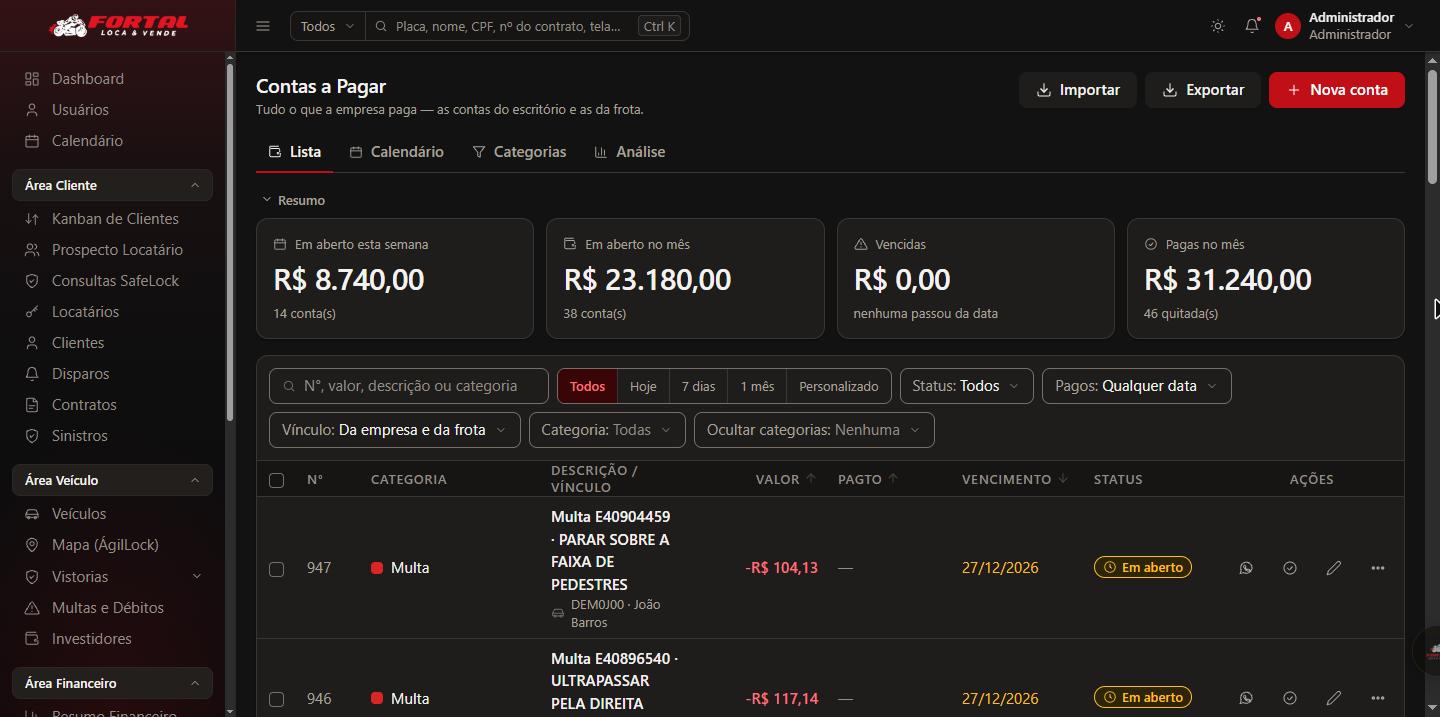 FORTAL
LOCA & VENDE
Todos
Placa, nome, CPF, nº do contrato, tela...
Ctrl K
A
Administrador
Administrador
Dashboard
Usuários
Calendário
Área Cliente
Kanban de Clientes
Prospecto Locatário
Consultas SafeLock
Locatários
Clientes
Disparos
Contratos
Sinistros
Área Veículo
Veículos
Mapa (ÁgilLock)
Vistorias
Multas e Débitos
Investidores
Área Financeiro
Resumo Financeiro
Contas a Pagar
Tudo o que a empresa paga — as contas do escritório e as da frota.
Importar
Exportar
Nova conta
Lista
Calendário
Categorias
Análise
Resumo
Em aberto esta semana
R$ 8.740,00
14 conta(s)
Em aberto no mês
R$ 23.180,00
38 conta(s)
Vencidas
R$ 0,00
nenhuma passou da data
Pagas no mês
R$ 31.240,00
46 quitada(s)
N°, valor, descrição ou categoria
Todos
Hoje
7 dias
1 mês
Personalizado
Status: Todos
Pagos: Qualquer data
Vínculo: Da empresa e da frota
Categoria: Todas
Ocultar categorias: Nenhuma
N°
CATEGORIA
DESCRIÇÃO /
VÍNCULO
VALOR
PAGTO
VENCIMENTO
STATUS
AÇÕES
947
Multa
Multa E40904459
· PARAR SOBRE A
FAIXA DE
PEDESTRES
DEM0J00 · João
Barros
-R$ 104,13
—
27/12/2026
Em aberto
946
Multa
Multa E40896540 ·
ULTRAPASSAR
PELA DIREITA
-R$ 117,14
—
27/12/2026
Em aberto